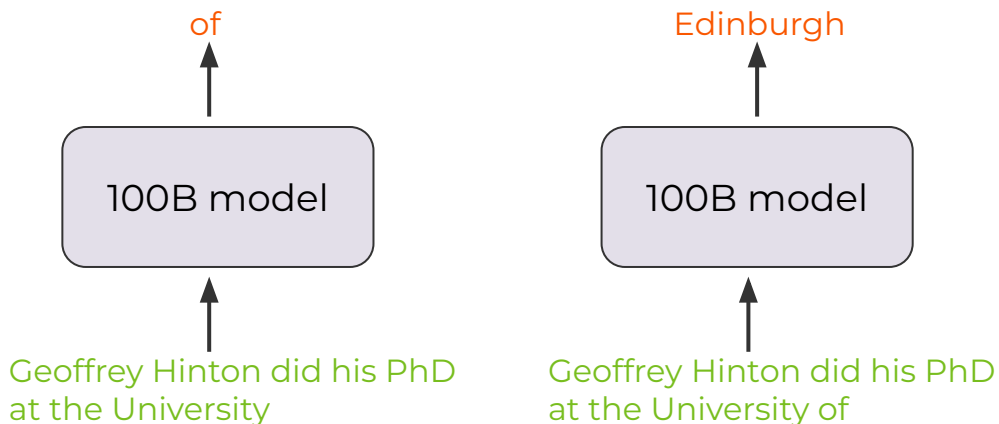 of
100B model
Geoffrey Hinton did his PhD
at the University
Edinburgh
100B model
Geoffrey Hinton did his PhD
at the University of